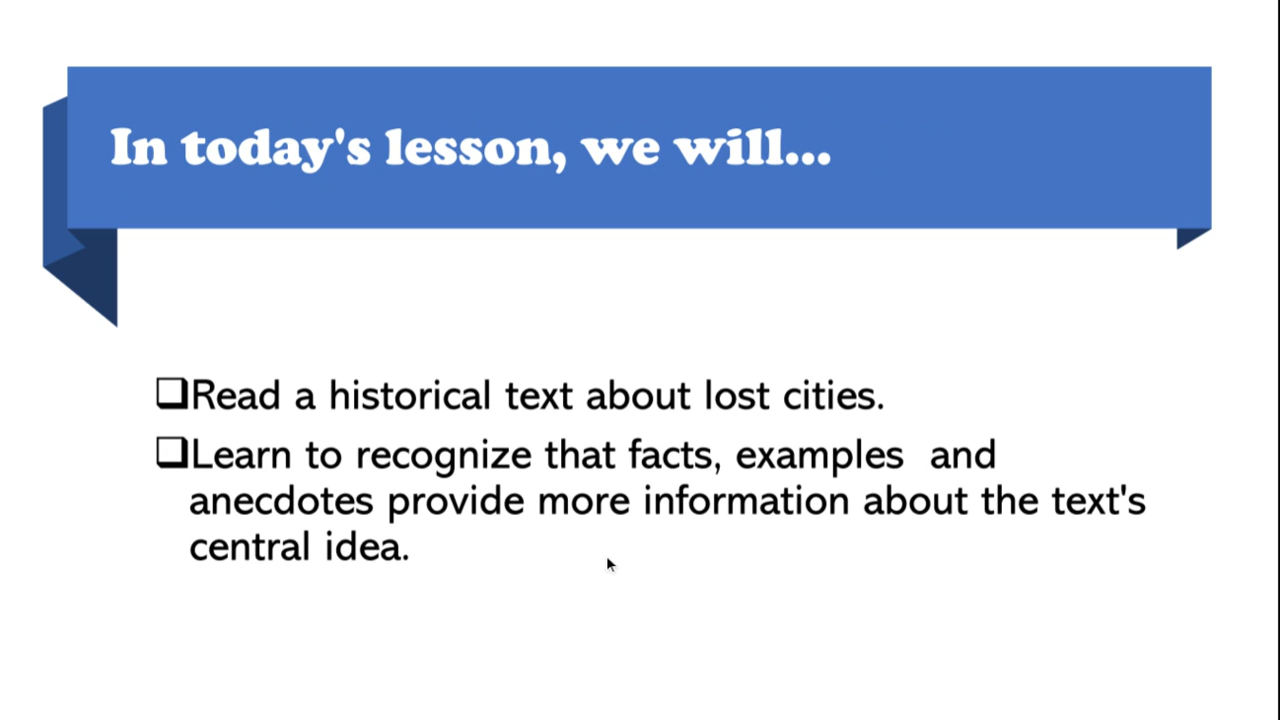 In today's lesson, we will...
❑Read a historical text about lost cities.
❑Learn to recognize that facts, examples  and
anecdotes provide more information about the text's
central idea.